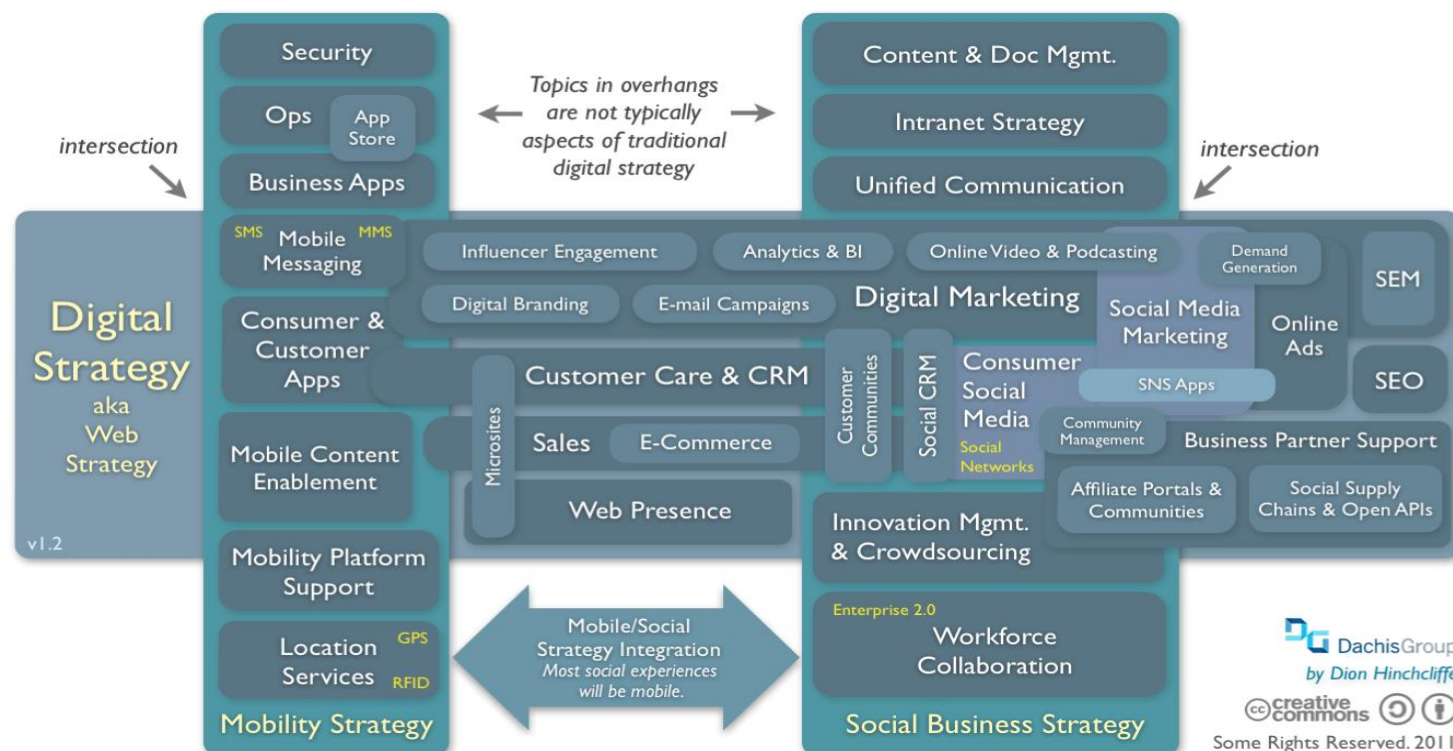 Security
Ops
App
Store
Business Apps
intersection
Topics in overhangs
are not typically
aspects of traditional
digital strategy
Content & Doc Mgmt.
Intranet Strategy
Unified Communication
intersection
Digital
Strategy
aka
Web
Strategy
v1.2
SMS
Mobile
MMS
Messaging
Consumer &
Customer
Apps
Mobile Content
Enablement
Mobility Platform
Support
Location
Services
GPS
RFID
Mobility Strategy
Influencer Engagement
Analytics & BI
Online Video & Podcasting
Demand
Generation
SEM
Digital Branding
E-mail Campaigns
Digital Marketing
Social Media
Marketing
Online
Ads
SEO
Customer Care & CRM
Microsites
Customer
Communities
Social CRM
Consumer
Social
Media
Social
Networks
SNS Apps
Sales
E-Commerce
Web Presence
Community
Management
Business Partner Support
Affiliate Portals &
Communities
Social Supply
Chains & Open APIs
Innovation Mgmt.
& Crowdsourcing
Enterprise 2.0
Workforce
Collaboration
Social Business Strategy
Mobile/Social
Strategy Integration
Most social experiences
will be mobile.
DG DachisGroup
by Dion Hinchcliffe
cc creative
commons
Some Rights Reserved. 2011